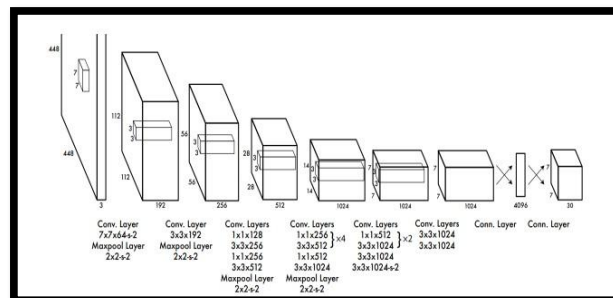 448
448
3
7
7
112
112
192
3
3
56
56
256
3
3
28
28
512
3
3
14
14
1024
3
3
7
7
1024
3
3
7
7
1024
4096
7
7
30
Conv. Layer
7x7x64-s-2
Maxpool Layer
2x2-s-2
Conv. Layer
3x3x192
Maxpool Layer
2x2-s-2
Conv. Layers
1x1x128
3x3x256
1x1x256
3x3x512
Maxpool Layer
2x2-s-2
Conv. Layers
1x1x256
3x3x512
×4
1x1x512
3x3x1024
Maxpool Layer
2x2-s-2
Conv. Layers
1x1x512
3x3x1024
×2
3x3x1024
3x3x1024-s-2
Conv. Layers
3x3x1024
3x3x1024
Conn. Layer
Conn. Layer